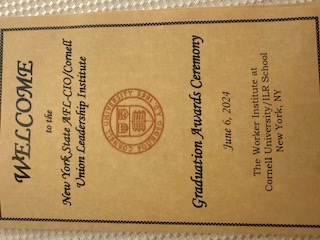 WELCOME
to the
New York State AFL-CIO/Cornell
Union Leadership Institute
Graduation Awards Ceremony
June 6, 2024
The Worker Institute at
Cornell University/ILR School
New York, NY